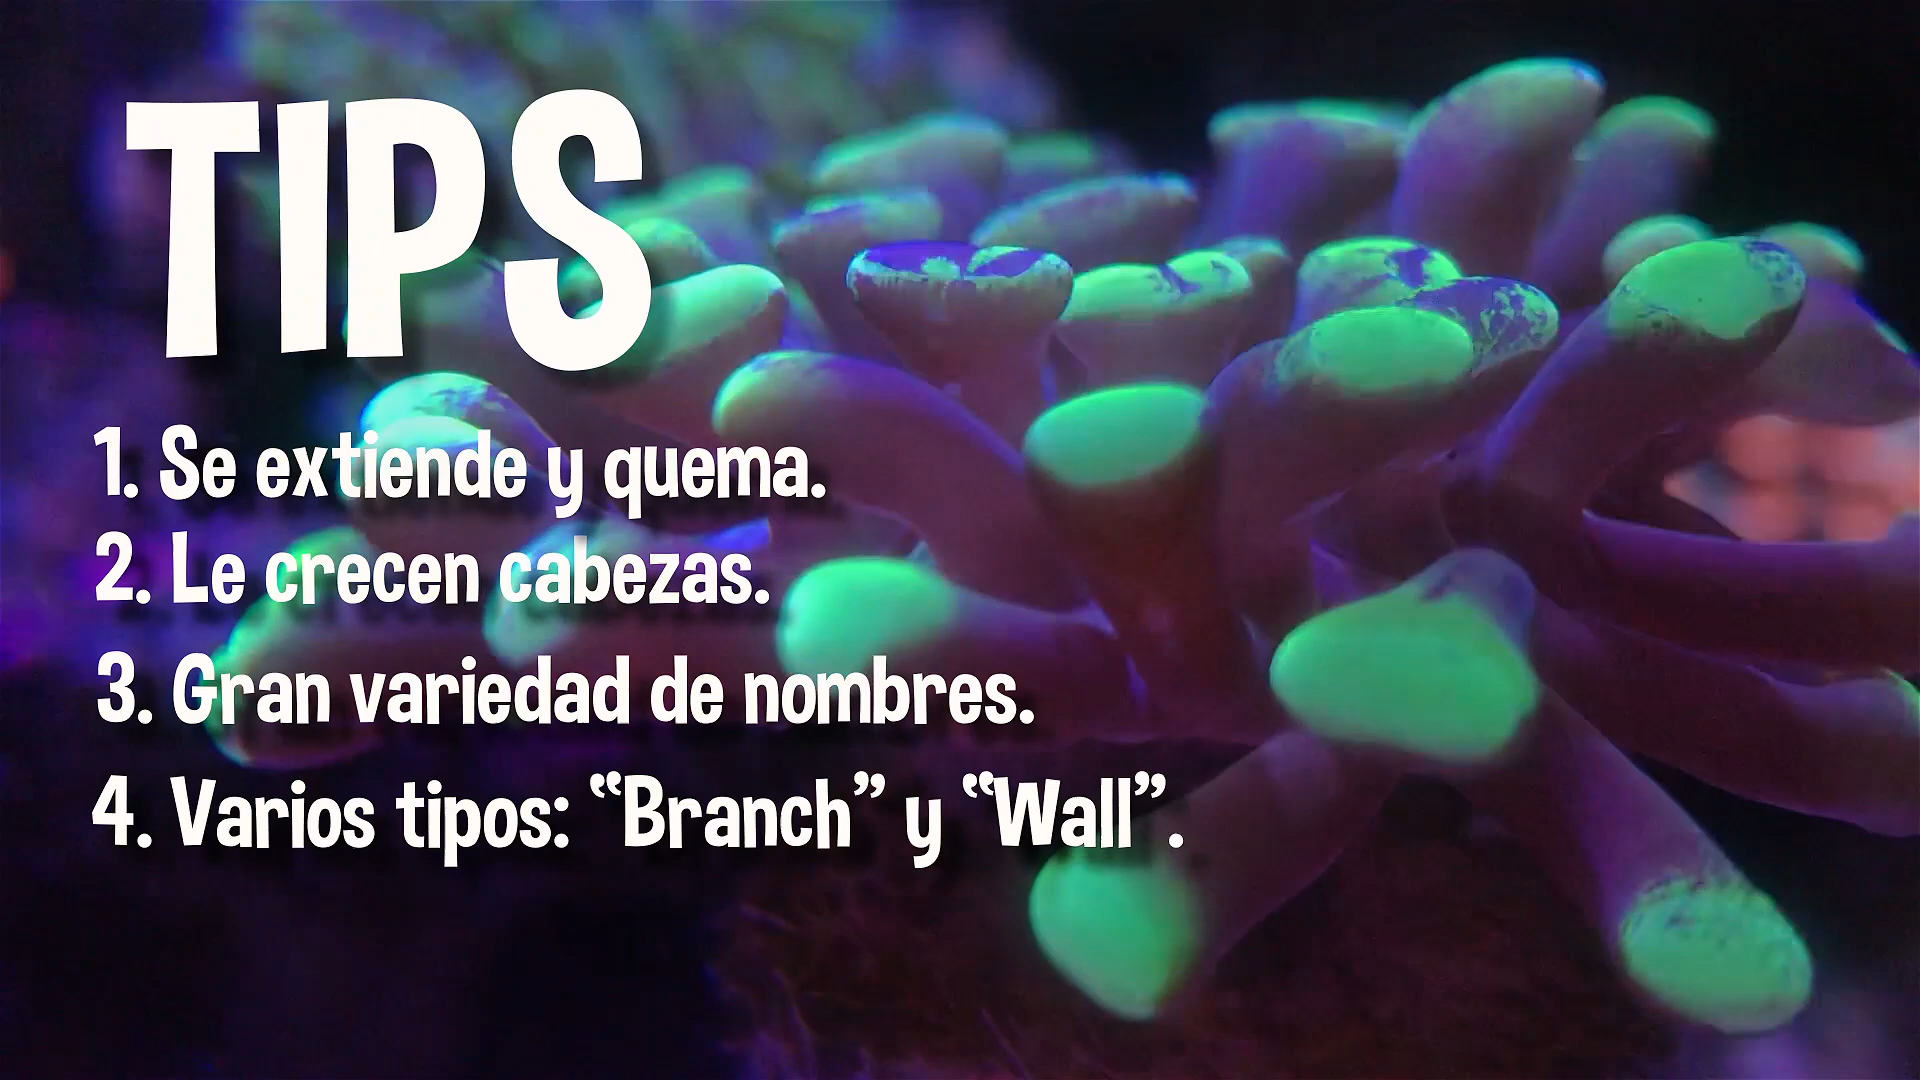 TIPS
1. Se extiende y quema.
2. Le crecen cabezas.
3. Gran variedad de nombres.
4. Varios tipos: “Branch” y “Wall”.